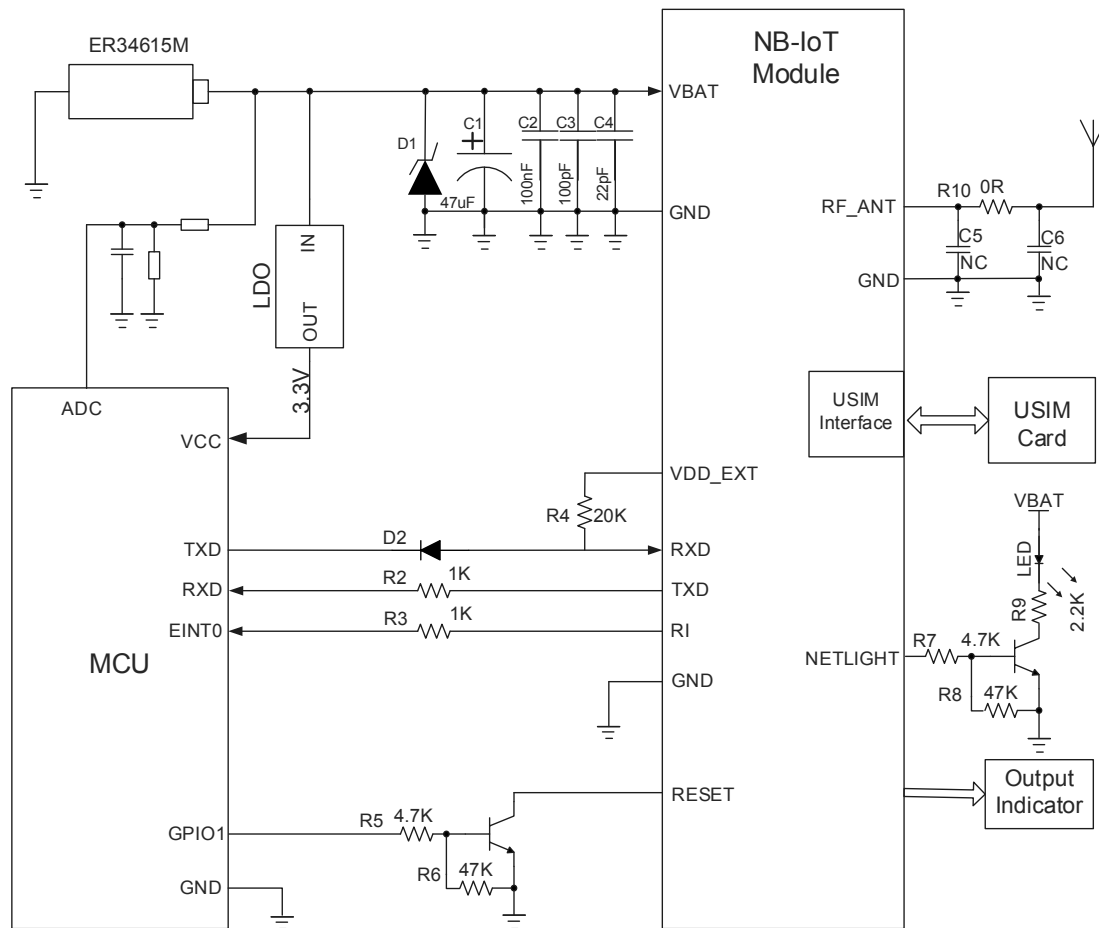 ER34615M
NB-IoT
Module
VBAT
D1
C1
+
47uF
C2
100nF
C3
100pF
C4
22pF
GND
RF_ANT
R10
0R
C5
NC
C6
NC
GND
LDO
IN
OUT
3.3V
ADC
VCC
USIM
Interface
USIM
Card
VDD_EXT
R4
20K
VBAT
LED
R9
2.2K
TXD
D2
RXD
RXD
R2
1K
TXD
EINT0
R3
1K
RI
MCU
NETLIGHT
R7
4.7K
R8
47K
GND
RESET
Output
Indicator
GPIO1
R5
4.7K
R6
47K
GND